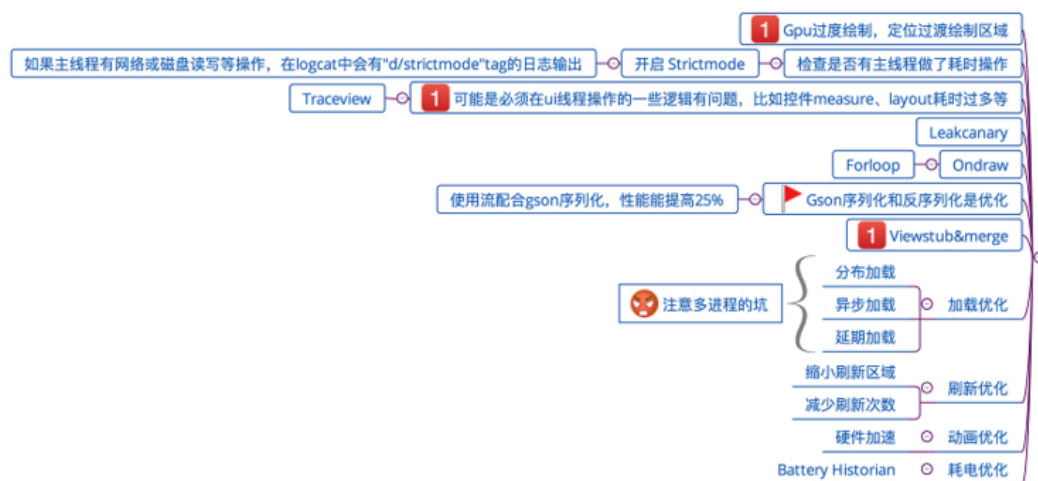 1 Gpu过度绘制，定位过渡绘制区域
如果主线程有网络或磁盘读写等操作，在logcat中会有"d/strictmode"tag的日志输出
开启 Strictmode
检查是否有主线程做了耗时操作
Traceview
1 可能是必须在ui线程操作的一些逻辑有问题，比如控件measure、layout耗时过多等
Leakcanary
Forloop
Ondraw
使用流配合gson序列化，性能能提高25%
Gson序列化和反序列化是优化
1 Viewstub&merge
注意多进程的坑
分布加载
异步加载
延期加载
加载优化
缩小刷新区域
减少刷新次数
刷新优化
硬件加速
动画优化
Battery Historian
耗电优化